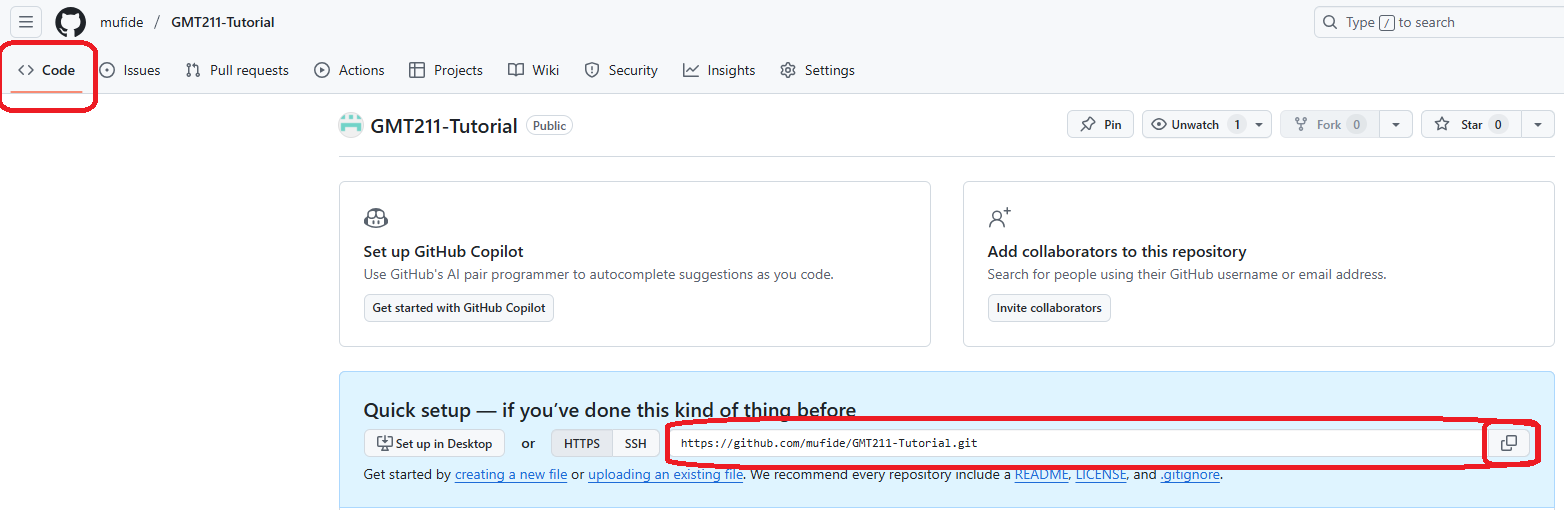 mufide / GMT211-Tutorial
Type / to search
Code Issues Pull requests Actions Projects Wiki Security Insights Settings
GMT211-Tutorial Public
Pin Unwatch 1 Fork 0 Star 0
Set up GitHub Copilot
Use GitHub's AI pair programmer to autocomplete suggestions as you code.
Get started with GitHub Copilot
Add collaborators to this repository
Search for people using their GitHub username or email address.
Invite collaborators
Quick setup — if you’ve done this kind of thing before
Set up in Desktop or HTTPS SSH https://github.com/mufide/GMT211-Tutorial.git
Get started by creating a new file or uploading an existing file. We recommend every repository include a README, LICENSE, and .gitignore.